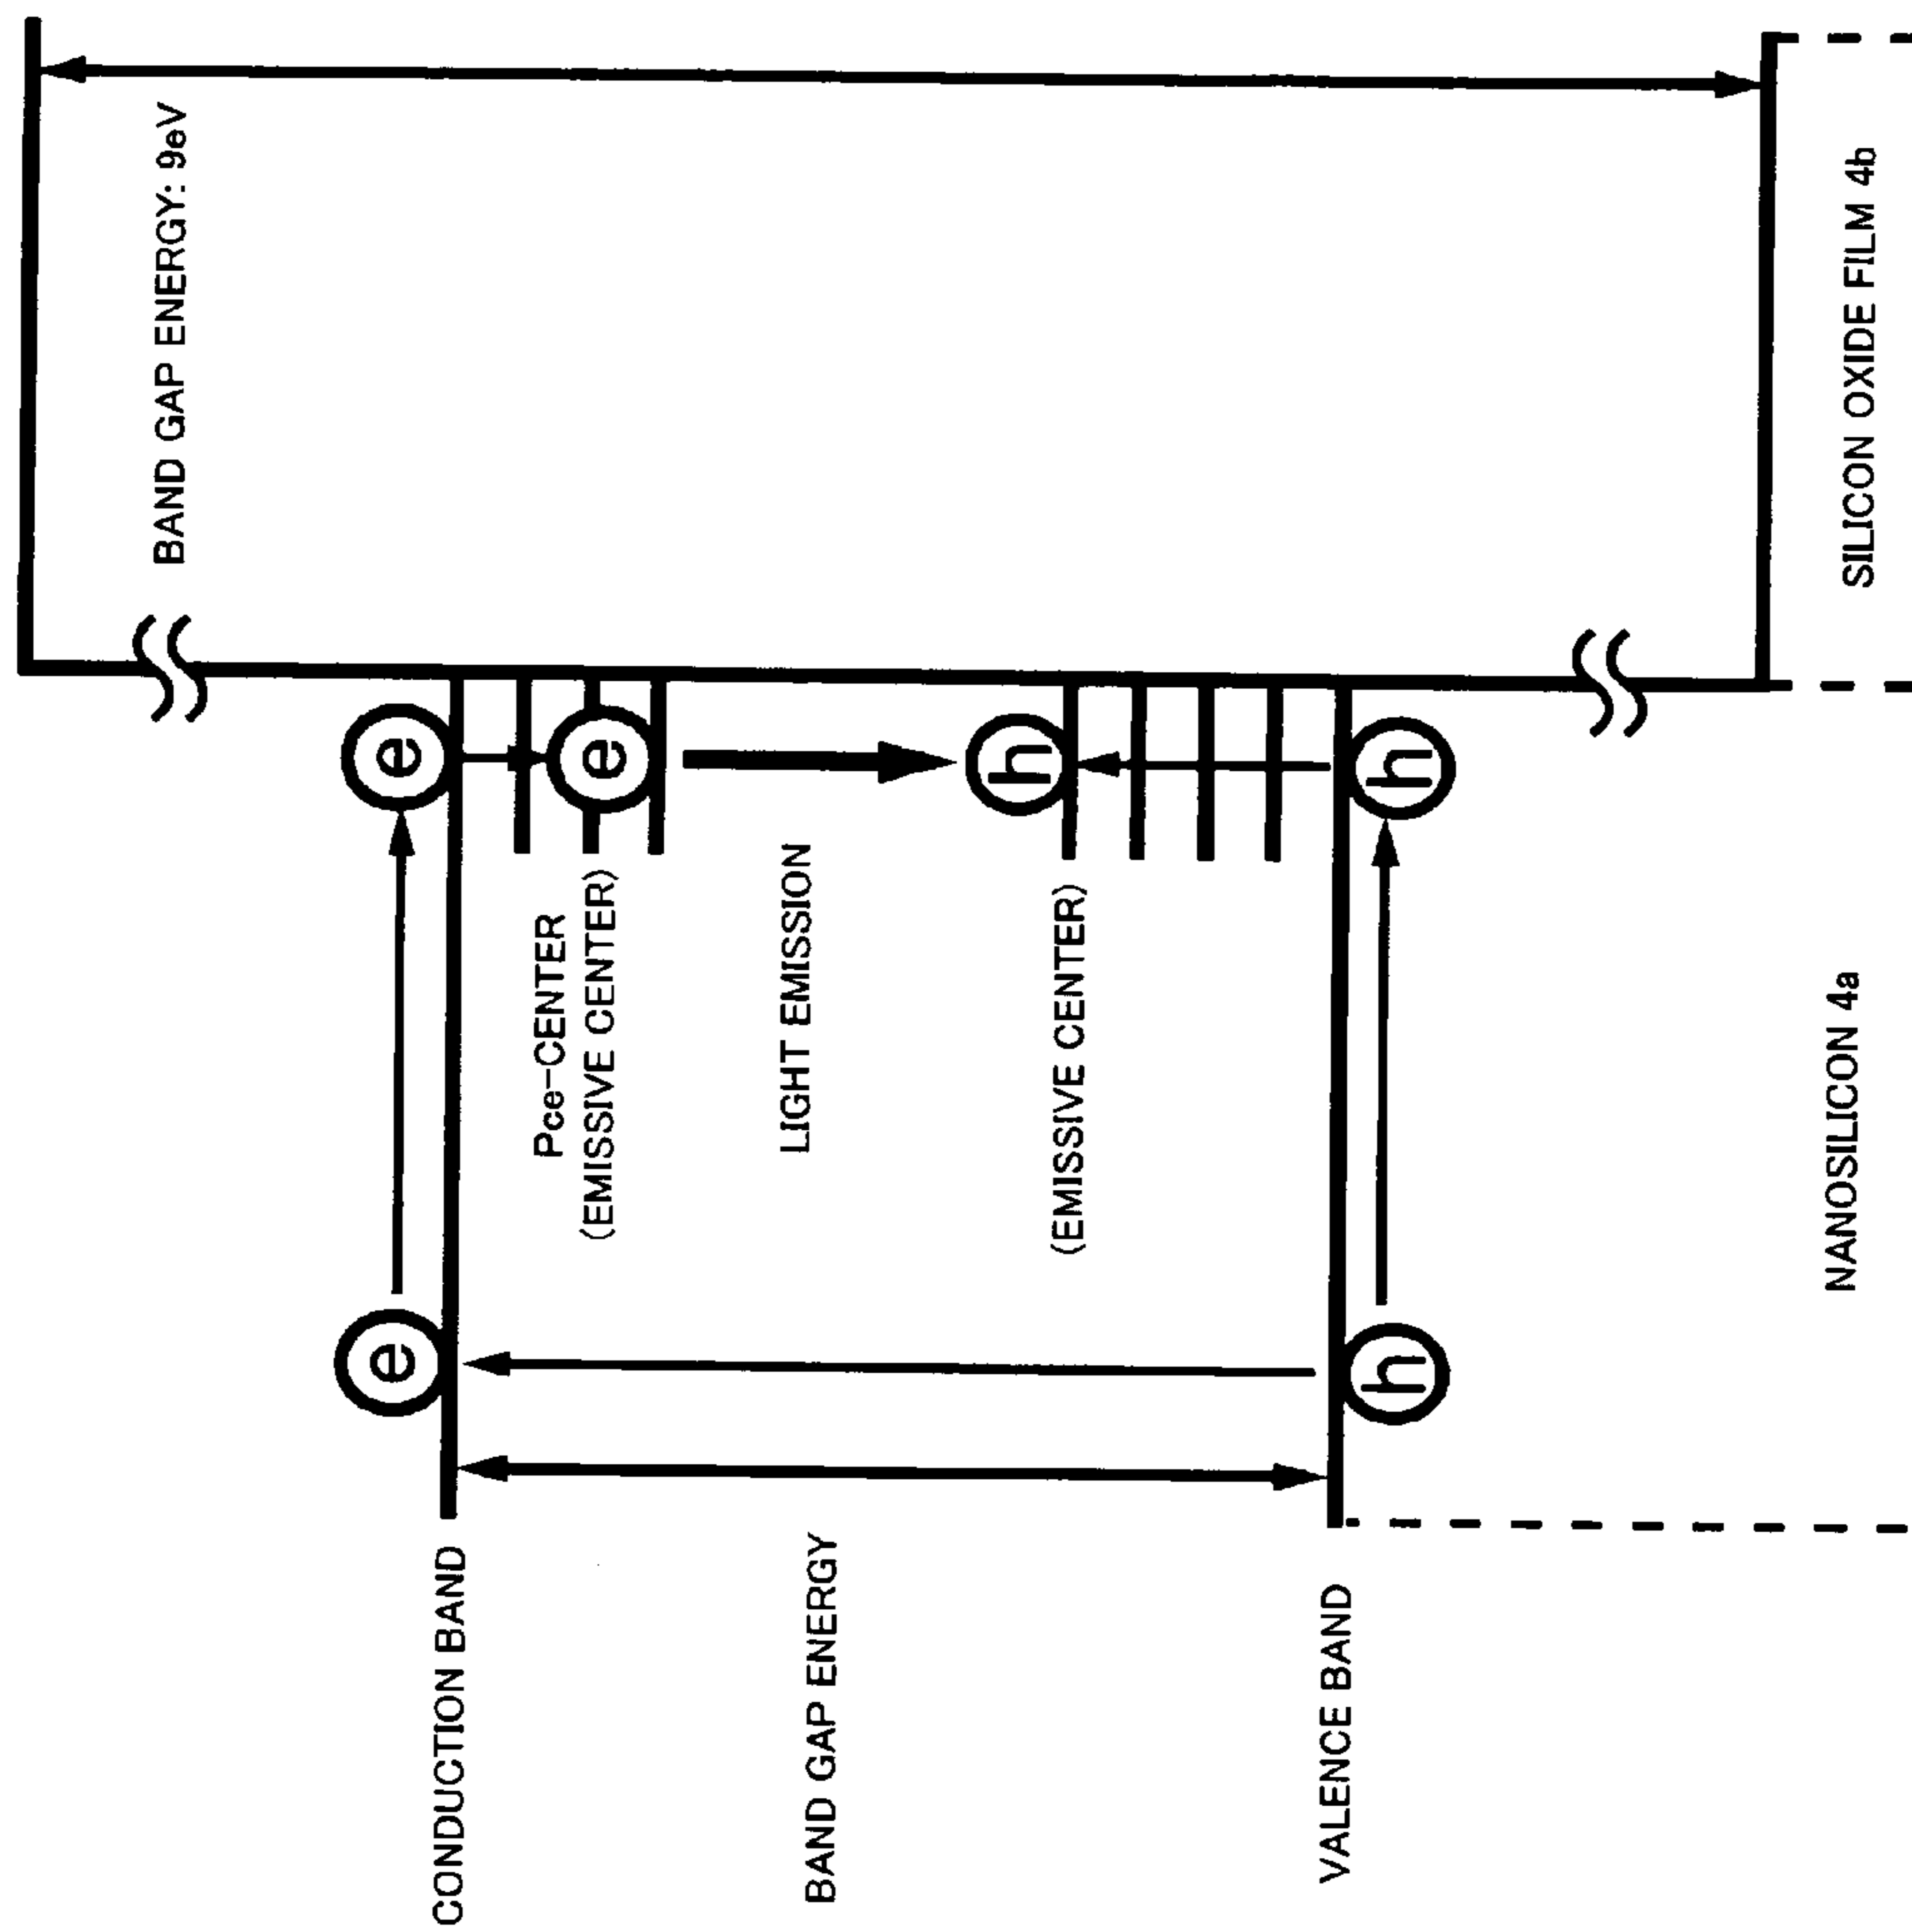 BAND GAP ENERGY: 9eV
e
e
CONDUCTION BAND
Pce-CENTER
(EMISSIVE CENTER)
e
LIGHT EMISSION
BAND GAP ENERGY
h
(EMISSIVE CENTER)
VALENCE BAND
h
h
NANOSILICON 4a
SILICON OXIDE FILM 4b